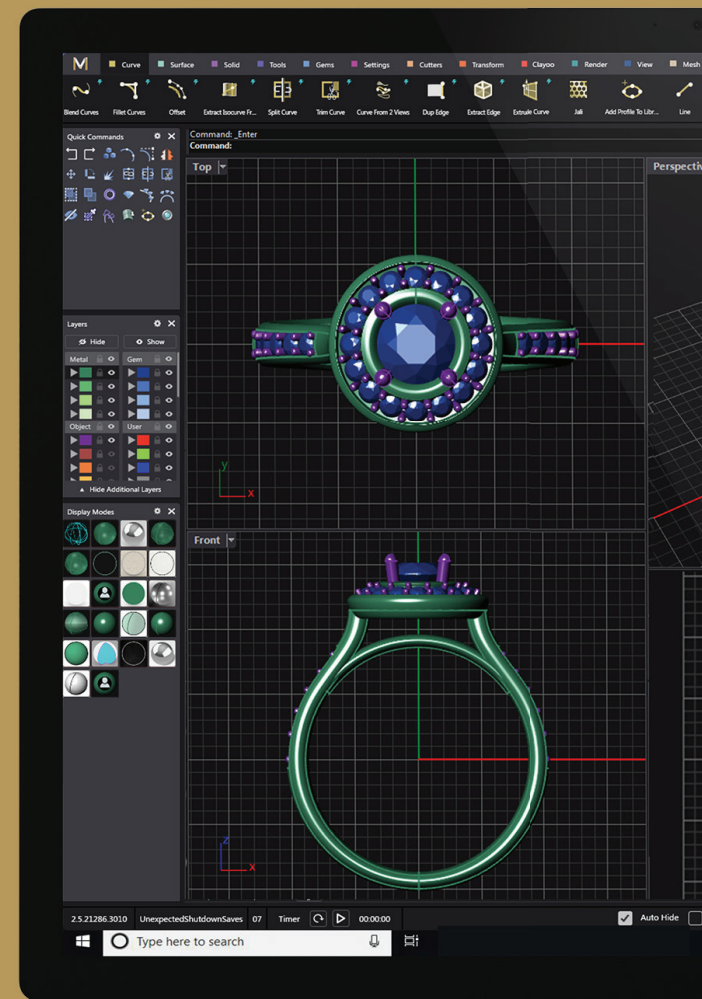 M
Curve Surface Solid Tools Gems Settings Cutters Transform Clayoo Render View Mesh
Blend Curves Fillet Curves Offset Extract Isocurve Fr... Split Curve Trim Curve Curve From 2 Views Dup Edge Extract Edge Extrude Curve Jali Add Profile To Libr... Line
Quick Commands
Command: _Enter
Command:
Top
Perspectiv
Layers
Hide Show
Metal Gem
Object User
Hide Additional Layers
y
x
Display Modes
Front
z
x
2.5.21286.3010 UnexpectedShutdownSaves 07 Timer 00:00:00 Auto Hide
Type here to search